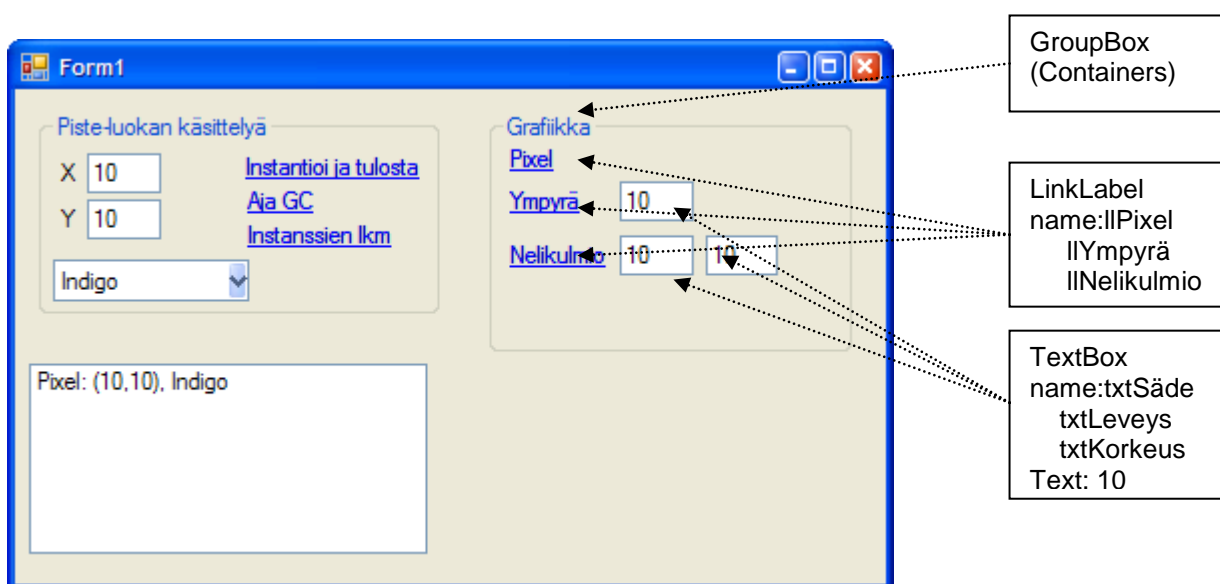 Form1
Piste-luokan käsittelyä
X 10
Instantioi ja tulosta
Y 10
Aja GC
Instanssien lkm
Indigo
Pixel: (10,10), Indigo
Grafiikka
Pixel
Ympyrä 10
Nelikulmio 10 10
GroupBox
(Containers)
LinkLabel
name:llPixel
llYmpyrä
llNelikulmio
TextBox
name:txtSäde
txtLeveys
txtKorkeus
Text: 10